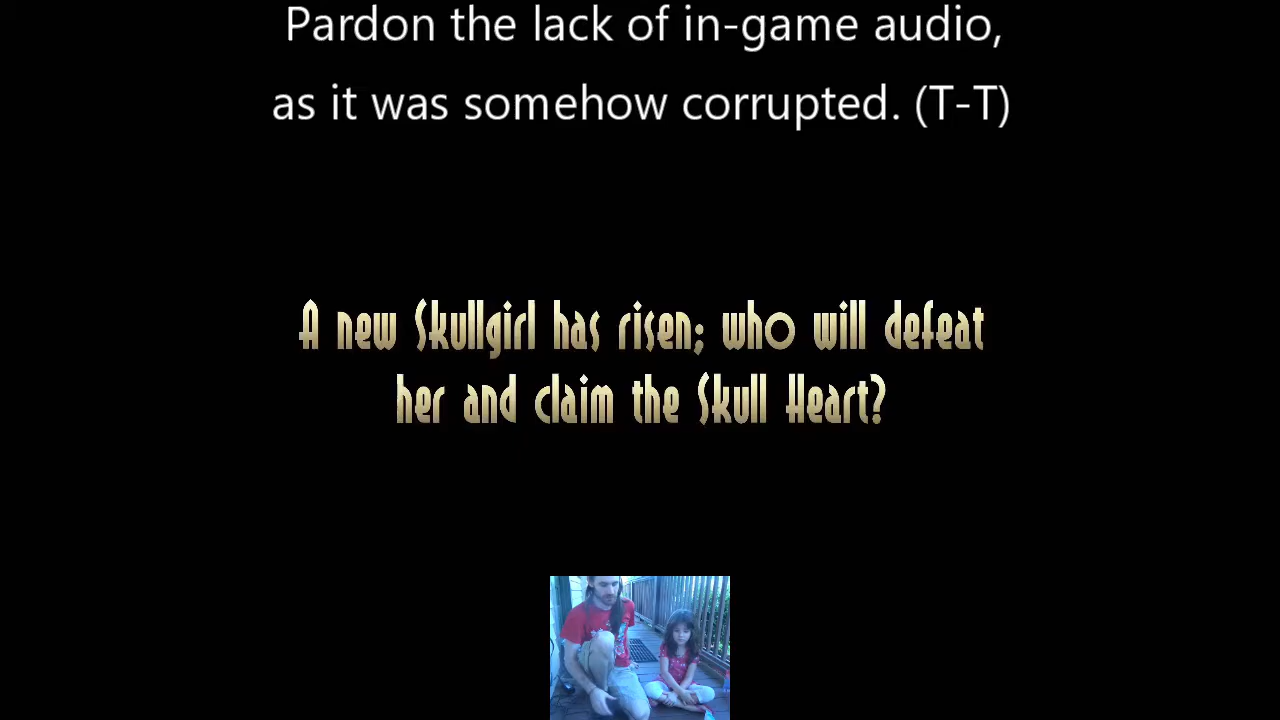 Pardon the lack of in-game audio,
as it was somehow corrupted. (T-T)
A new Skullgirl has risen; who will defeat
her and claim the Skull Heart?